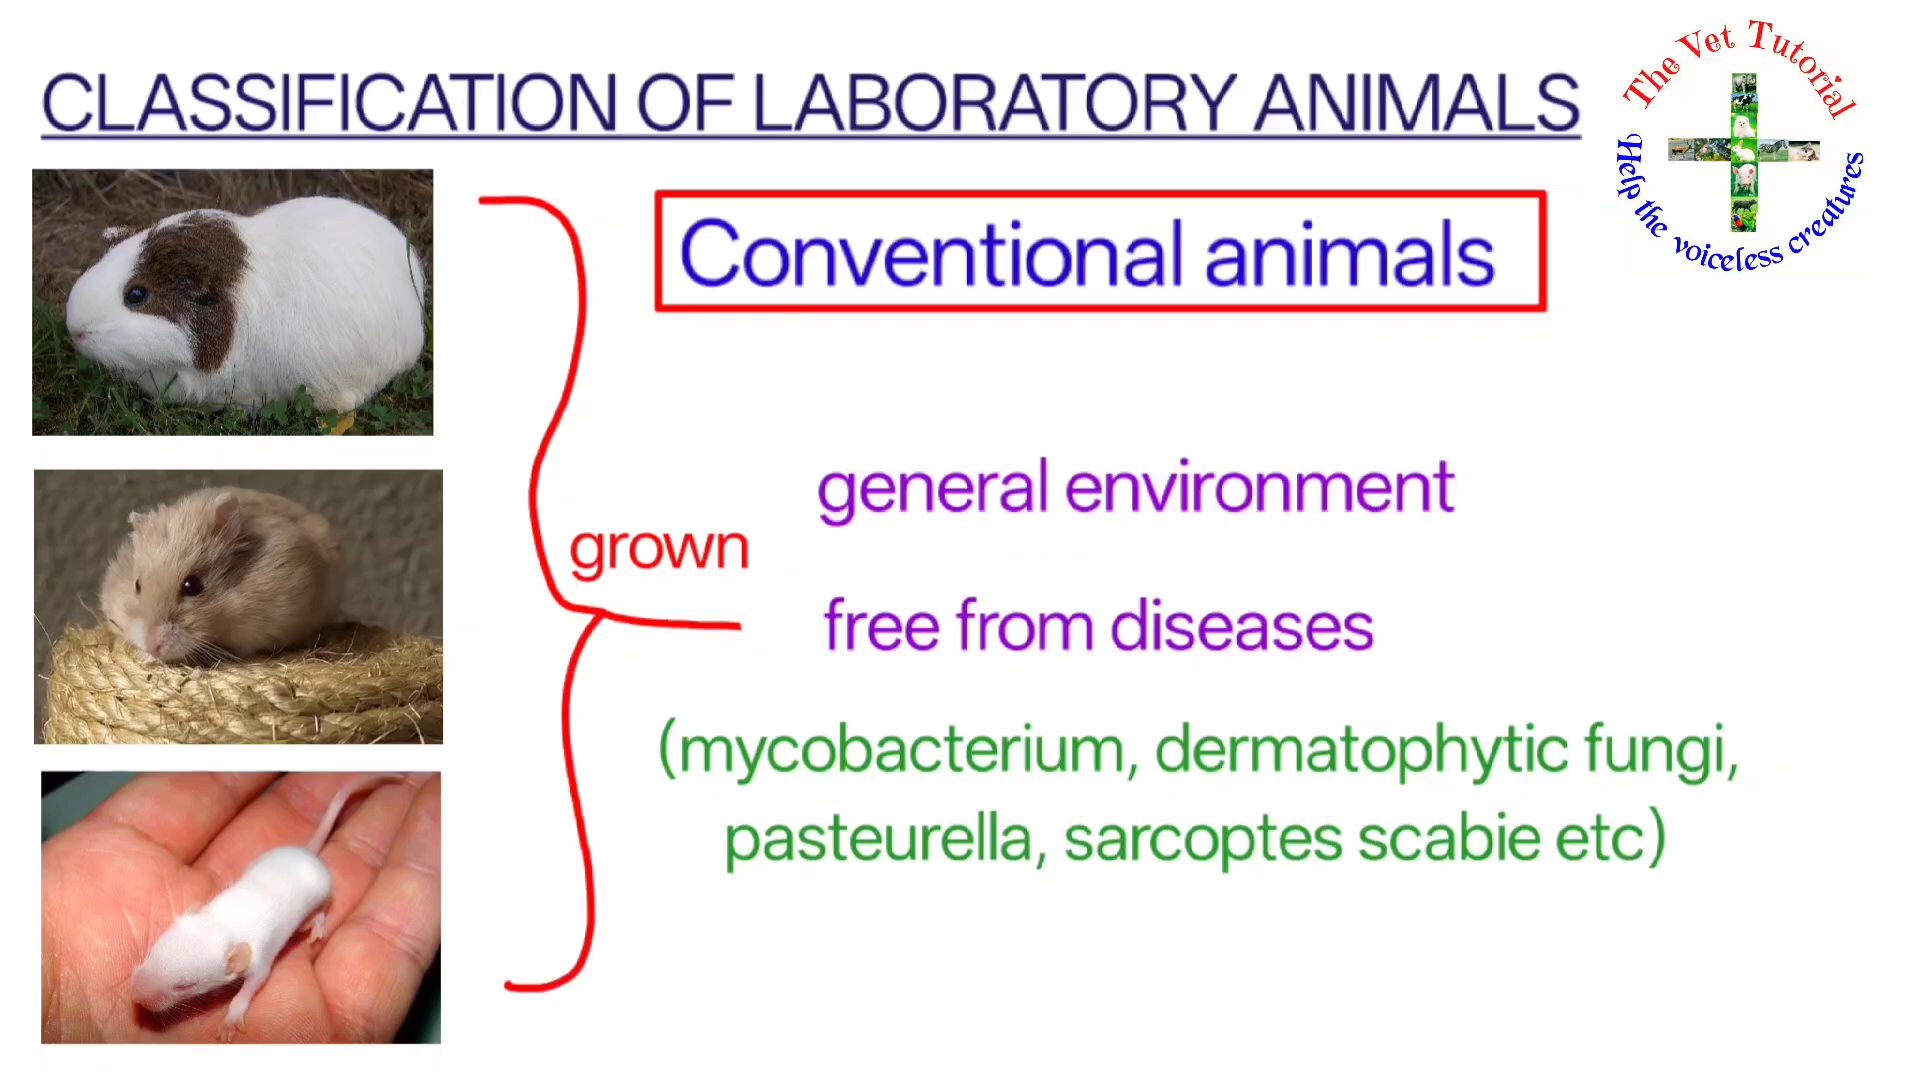 CLASSIFICATION OF LABORATORY ANIMALS
The Vet Tutorial
Help the voiceless creatures
Conventional animals
general environment
grown
free from diseases
(mycobacterium, dermatophytic fungi,
pasteurella, sarcoptes scabie etc)